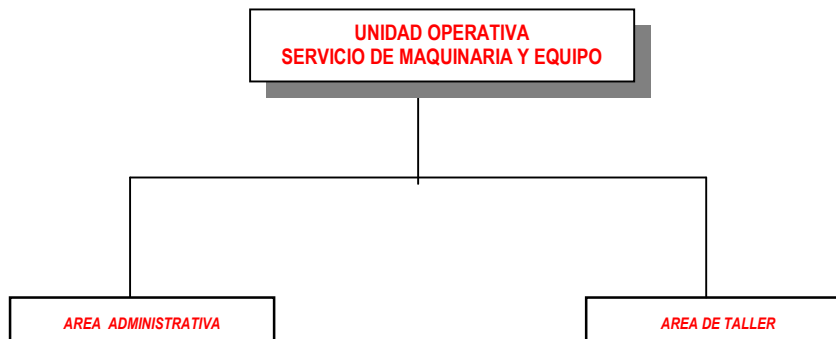 UNIDAD OPERATIVA
SERVICIO DE MAQUINARIA Y EQUIPO
AREA ADMINISTRATIVA
AREA DE TALLER